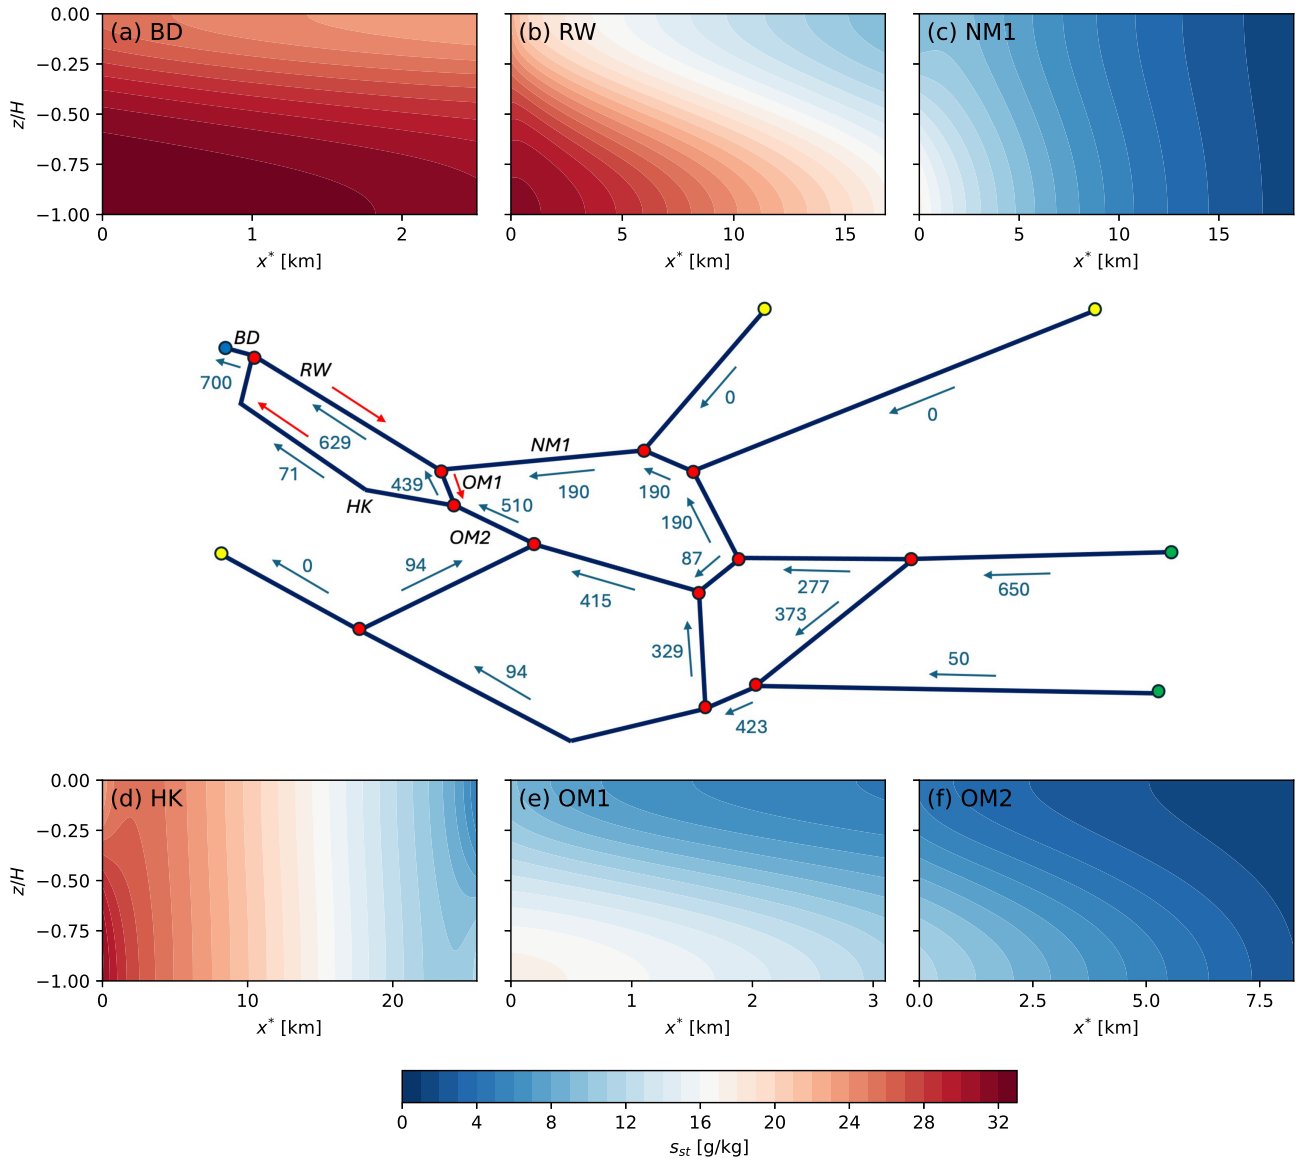 (a) BD
(b) RW
(c) NM1
0.00
−0.25
−0.50
−0.75
−1.00
z/H
0 1 2
0 5 10 15
0 5 10 15
x* [km]
x* [km]
x* [km]
BD
RW
700
629
71
HK
439
OM1
510
OM2
NM1
190
190
190
0
0
87
277
650
373
415
329
50
423
0
94
94
(d) HK
(e) OM1
(f) OM2
0.00
−0.25
−0.50
−0.75
−1.00
z/H
0 10 20
0 1 2 3
0.0 2.5 5.0 7.5
x* [km]
x* [km]
x* [km]
0 4 8 12 16 20 24 28 32
s_st [g/kg]